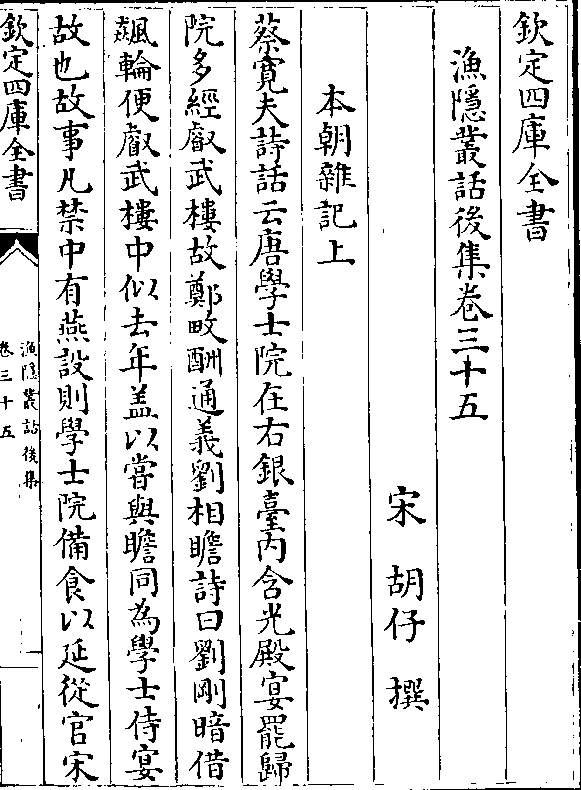 欽定四庫全書
漁隱叢話後集卷三十五
宋 胡仔 撰
本朝雜記上
蔡寬夫詩話云唐學士院在右銀臺内含光殿宴罷歸
院多經䆳武樓故鄭畋酬通義劉相瞻詩曰劉剛暗借
飆輪便䆳武樓中似去年盖以嘗與瞻同為學士侍宴
故也故事凡禁中有燕設則學士院備食以延從官宋
欽定四庫全書
漁隱叢話後集
卷三十五